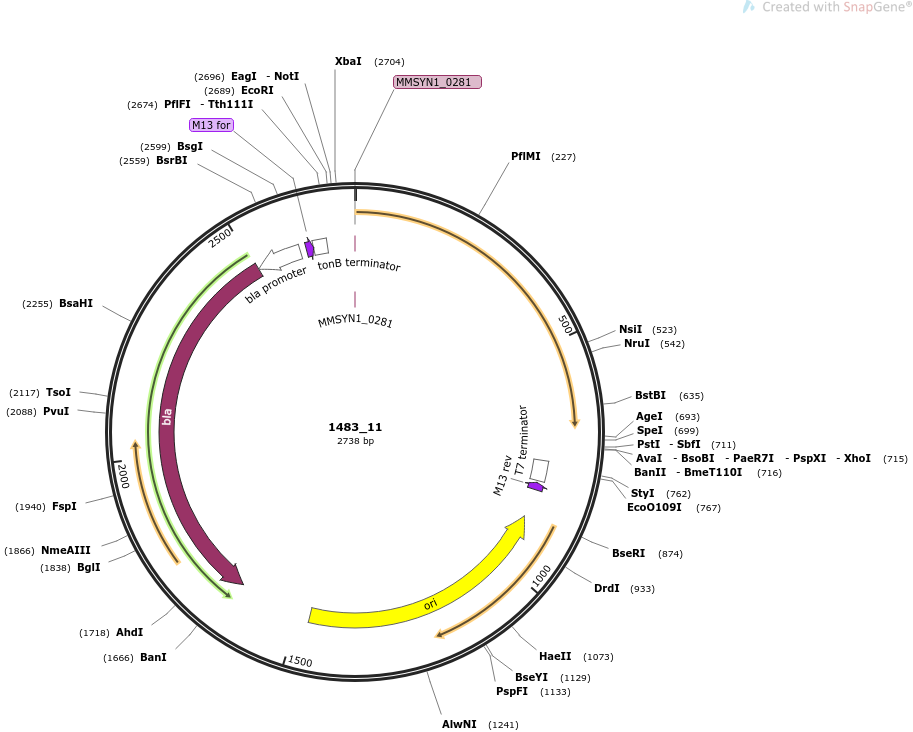 Created with SnapGene®
XbaI (2704)
MMSYN1_0281
(2696) EagI - NotI
(2689) EcoRI
(2674) PflFI - Tth111I
M13 for
(2599) BsgI
(2559) BsrBI
PflMI (227)
2500
bla promoter
tonB terminator
MMSYN1_0281
(2255) BsaHI
500
NsiI (523)
NruI (542)
(2117) TsoI
(2088) PvuI
bla
BstBI (635)
AgeI (693)
SpeI (699)
PstI - SbfI (711)
AvaI - BsoBI - PaeR7I - PspXI - XhoI (715)
BanII - BmeT110I (716)
1483_11
2738 bp
T7 terminator
M13 rev
StyI (762)
EcoO109I (767)
2000
(1940) FspI
(1866) NmeAIII
(1838) BglI
BseRI (874)
DrdI (933)
1000
ori
(1718) AhdI
(1666) BanI
1500
HaeII (1073)
BseYI (1129)
PspFI (1133)
AlwNI (1241)